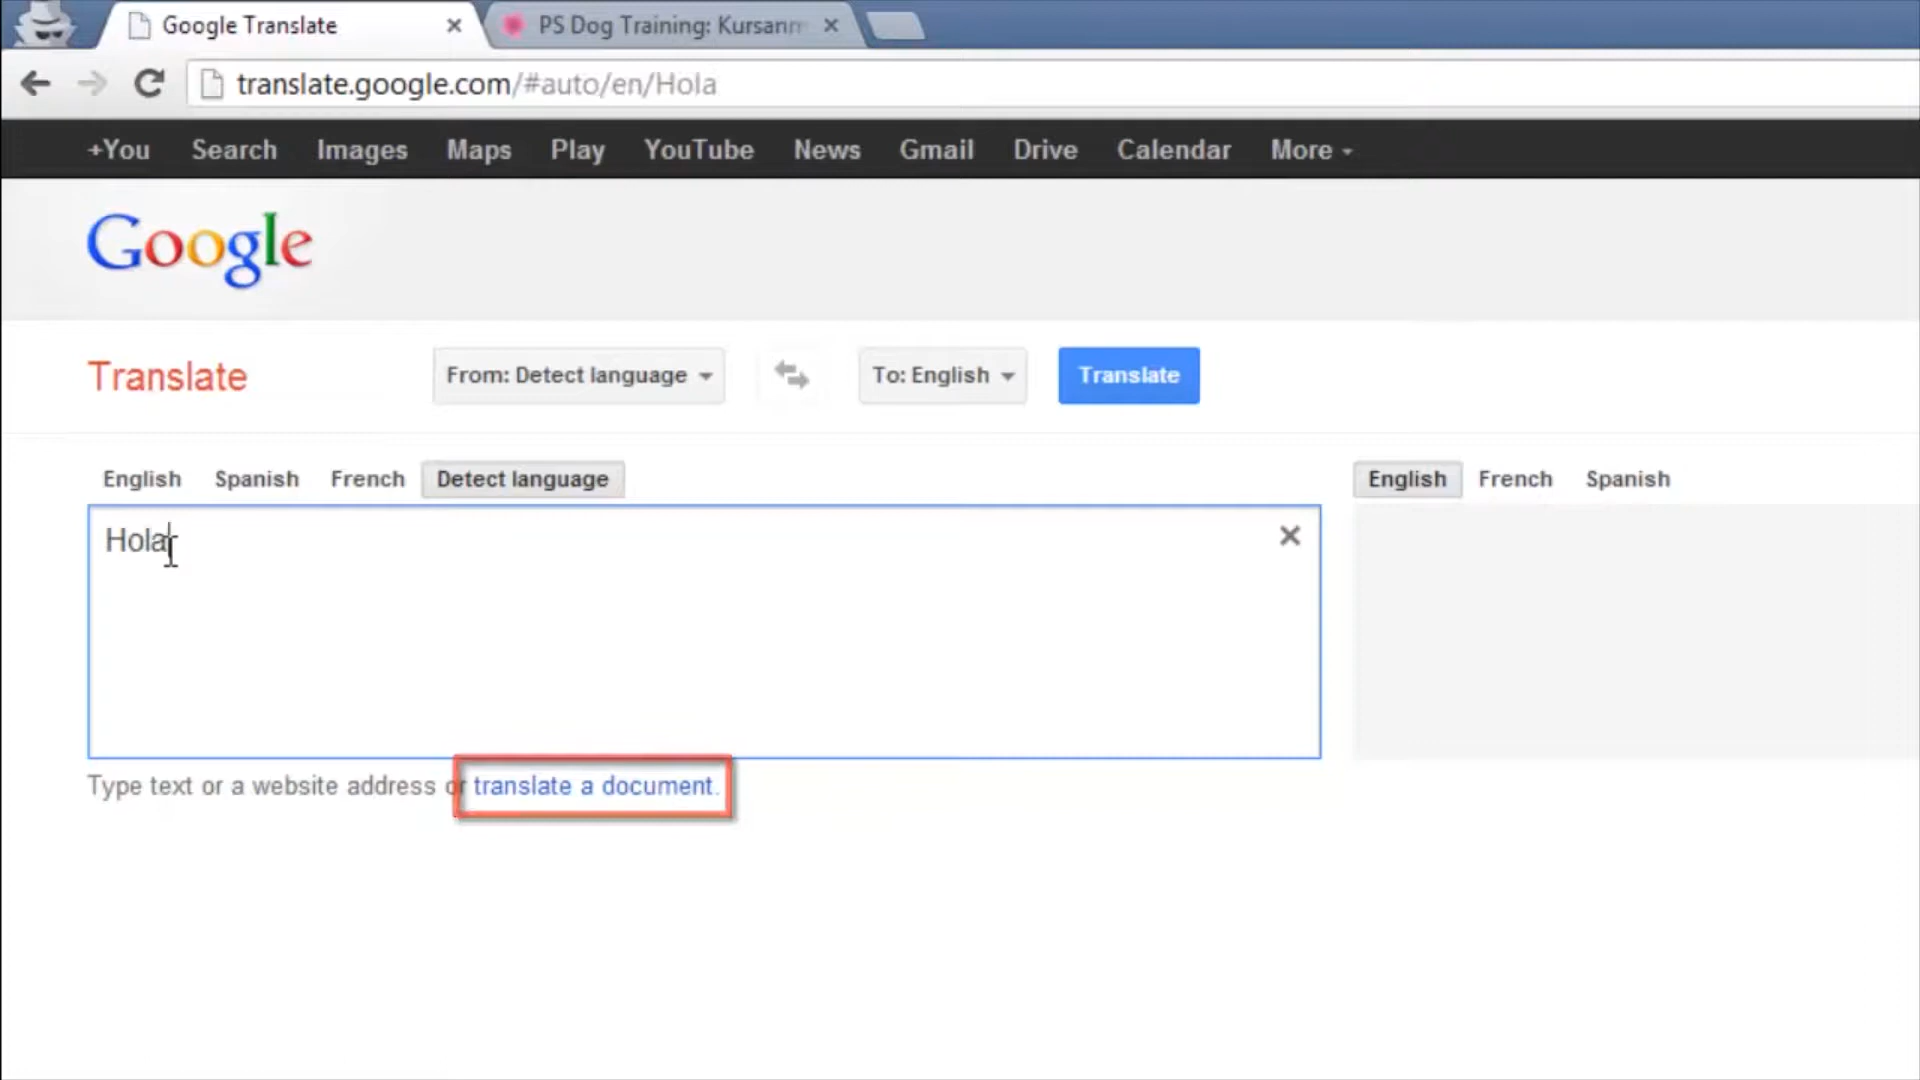 Google Translate
PS Dog Training: Kursanm
translate.google.com/#auto/en/Hola
+You Search Images Maps Play YouTube News Gmail Drive Calendar More
Google
Translate
From: Detect language To: English Translate
English Spanish French Detect language
English French Spanish
Hola
Type text or a website address or translate a document.